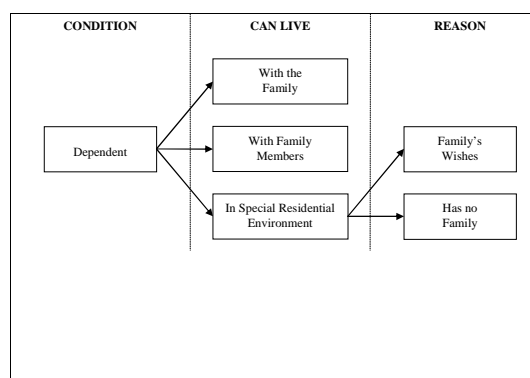 CONDITION
CAN LIVE
REASON
With the
Family
Dependent
With Family
Members
Family's
Wishes
In Special Residential
Environment
Has no
Family